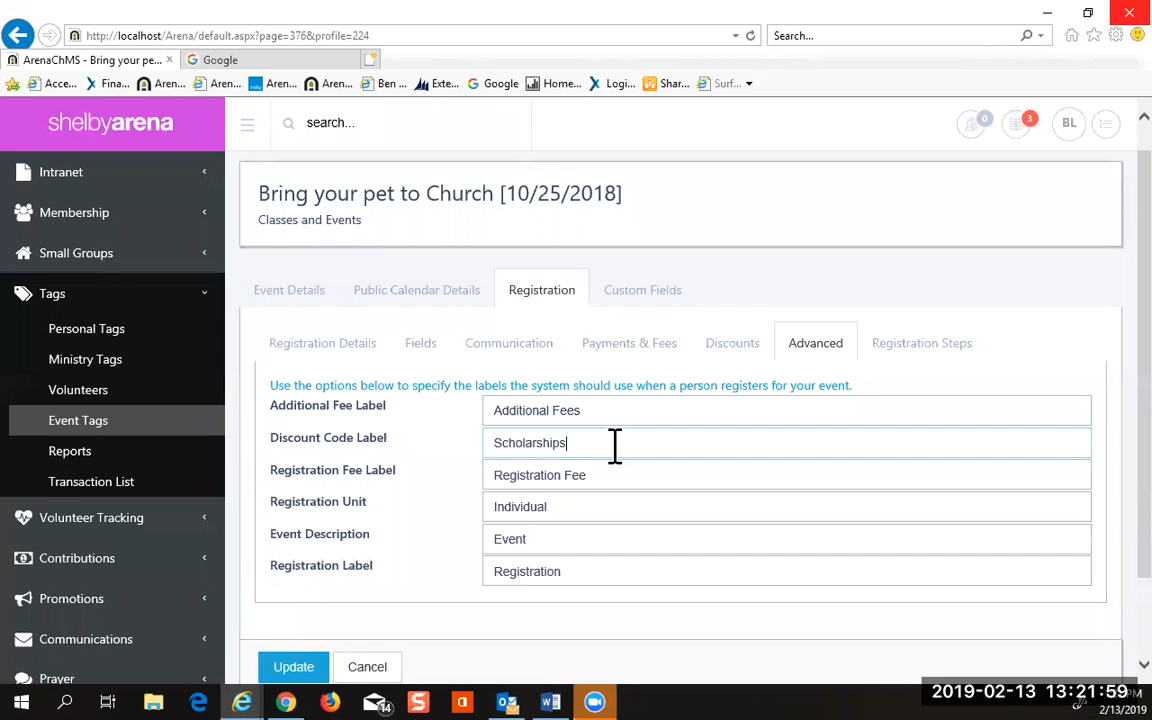 http://localhost/Arena/default.aspx?page=376&profile=224
Search...
ArenaChMS - Bring your pe...
Google
Acce...
Fina...
Aren...
Aren...
Aren...
Aren...
Ben ...
Exte...
Google
Home...
Logi...
Shar...
Surf...
shelbyarena
search...
0
3
BL
Intranet
Membership
Small Groups
Tags
Personal Tags
Ministry Tags
Volunteers
Event Tags
Reports
Transaction List
Volunteer Tracking
Contributions
Promotions
Communications
Prayer
Bring your pet to Church [10/25/2018]
Classes and Events
Event Details
Public Calendar Details
Registration
Custom Fields
Registration Details
Fields
Communication
Payments & Fees
Discounts
Advanced
Registration Steps
Use the options below to specify the labels the system should use when a person registers for your event.
Additional Fee Label
Additional Fees
Discount Code Label
Scholarships
Registration Fee Label
Registration Fee
Registration Unit
Individual
Event Description
Event
Registration Label
Registration
Update
Cancel
14
2019-02-13 13:21:59
2/13/2019